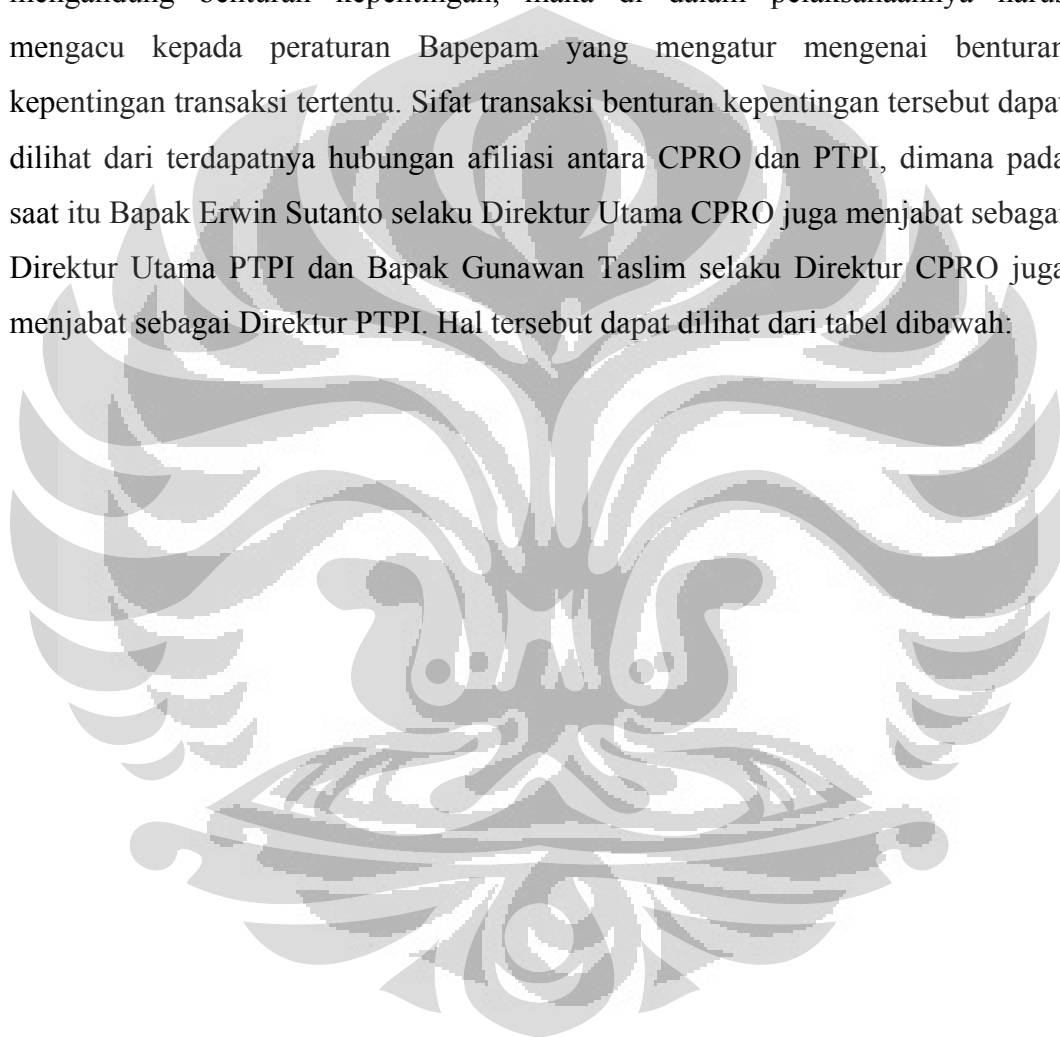 mengandung benturan kepentingan, maka di dalam pelaksanaannya harus
mengacu kepada peraturan Bapepam yang mengatur mengenai benturan
kepentingan transaksi tertentu. Sifat transaksi benturan kepentingan tersebut dapat
dilihat dari terdapatnya hubungan afiliasi antara CPRO dan PTPI, dimana pada
saat itu Bapak Erwin Sutanto selaku Direktur Utama CPRO juga menjabat sebagai
Direktur Utama PTPI dan Bapak Gunawan Taslim selaku Direktur CPRO juga
menjabat sebagai Direktur PTPI. Hal tersebut dapat dilihat dari tabel dibawah: